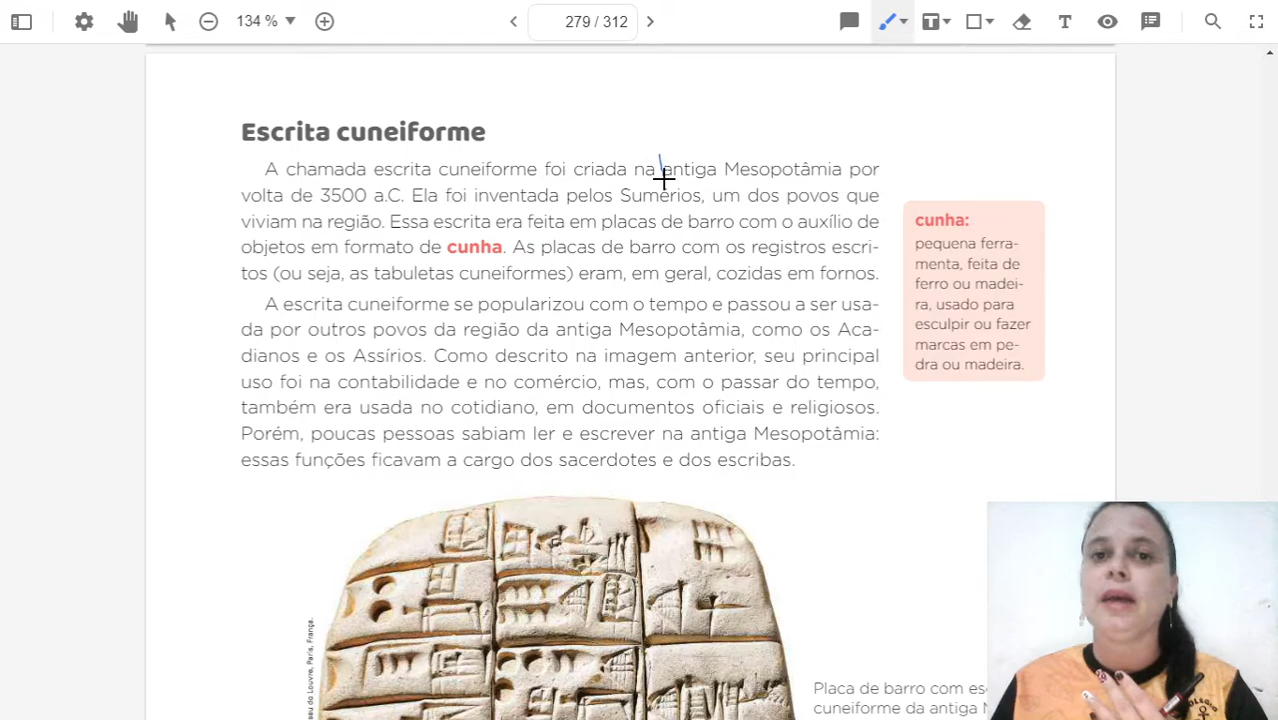 134 %
279 / 312
Escrita cuneiforme
A chamada escrita cuneiforme foi criada na antiga Mesopotâmia por
volta de 3500 a.C. Ela foi inventada pelos Sumérios, um dos povos que
viviam na região. Essa escrita era feita em placas de barro com o auxílio de
objetos em formato de cunha. As placas de barro com os registros escri-
tos (ou seja, as tabuletas cuneiformes) eram, em geral, cozidas em fornos.
A escrita cuneiforme se popularizou com o tempo e passou a ser usa-
da por outros povos da região da antiga Mesopotâmia, como os Aca-
dianos e os Assírios. Como descrito na imagem anterior, seu principal
uso foi na contabilidade e no comércio, mas, com o passar do tempo,
também era usada no cotidiano, em documentos oficiais e religiosos.
Porém, poucas pessoas sabiam ler e escrever na antiga Mesopotâmia:
essas funções ficavam a cargo dos sacerdotes e dos escribas.
cunha:
pequena ferra-
menta, feita de
ferro ou madei-
ra, usado para
esculpir ou fazer
marcas em pe-
dra ou madeira.
do Louvre, Paris, França.
Placa de barro com
cuneiforme da antiga